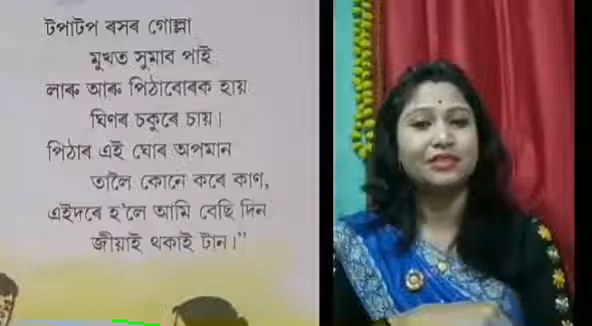 টপাটপ ৰসৰ গোল্লা
মুখত সুমাব পাই
লাৰু আৰু পিঠাবোৰক হায়
ঘিণৰ চকুৰে চায়।
পিঠাৰ এই ঘোৰ অপমান
তালৈ কোনে কৰে কাণ,
এইদৰে হ'লে আমি বেছি দিন
জীয়াই থকাই টান।”